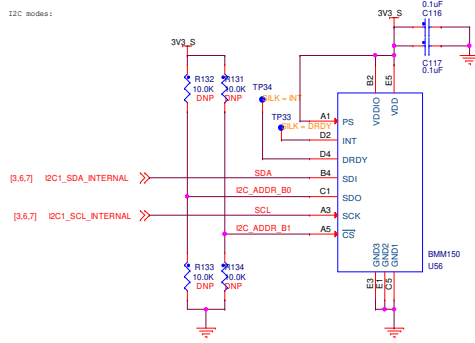 I2C modes:
0.1uF
C116
3V3_S
C117
0.1uF
3V3_S
R132
10.0K
DNP
R131
10.0K
DNP
TP34
SILK = INT
TP33
SILK = DRDY
B2
E5
VDDIO
VDD
A1
PS
D2
INT
D4
DRDY
[3,6,7]
I2C1_SDA_INTERNAL
SDA
B4
SDI
I2C_ADDR_B0
C1
SDO
[3,6,7]
I2C1_SCL_INTERNAL
SCL
A3
SCK
I2C_ADDR_B1
A5
CS
R133
10.0K
DNP
R134
10.0K
DNP
GND3
GND2
GND1
E3
E1
C5
BMM150
U56